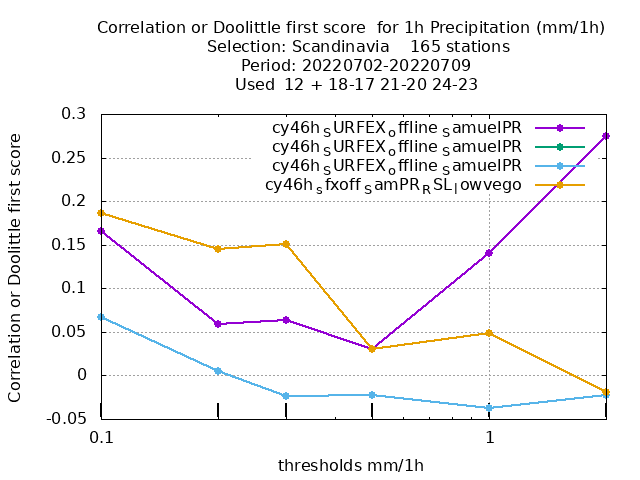 Correlation or Doolittle first score  for 1h Precipitation (mm/1h)
Selection: Scandinavia    165 stations
Period: 20220702-20220709
Used  12 + 18-17 21-20 24-23
cy46h_SURFEX_offline_SamuelPR
cy46h_SURFEX_offline_SamuelPR
cy46h_SURFEX_offline_SamuelPR
cy46h_sfxoff_SamPR_RSL_lowvego
Correlation or Doolittle first score
0.3
0.25
0.2
0.15
0.1
0.05
0
-0.05
0.1
1
thresholds mm/1h